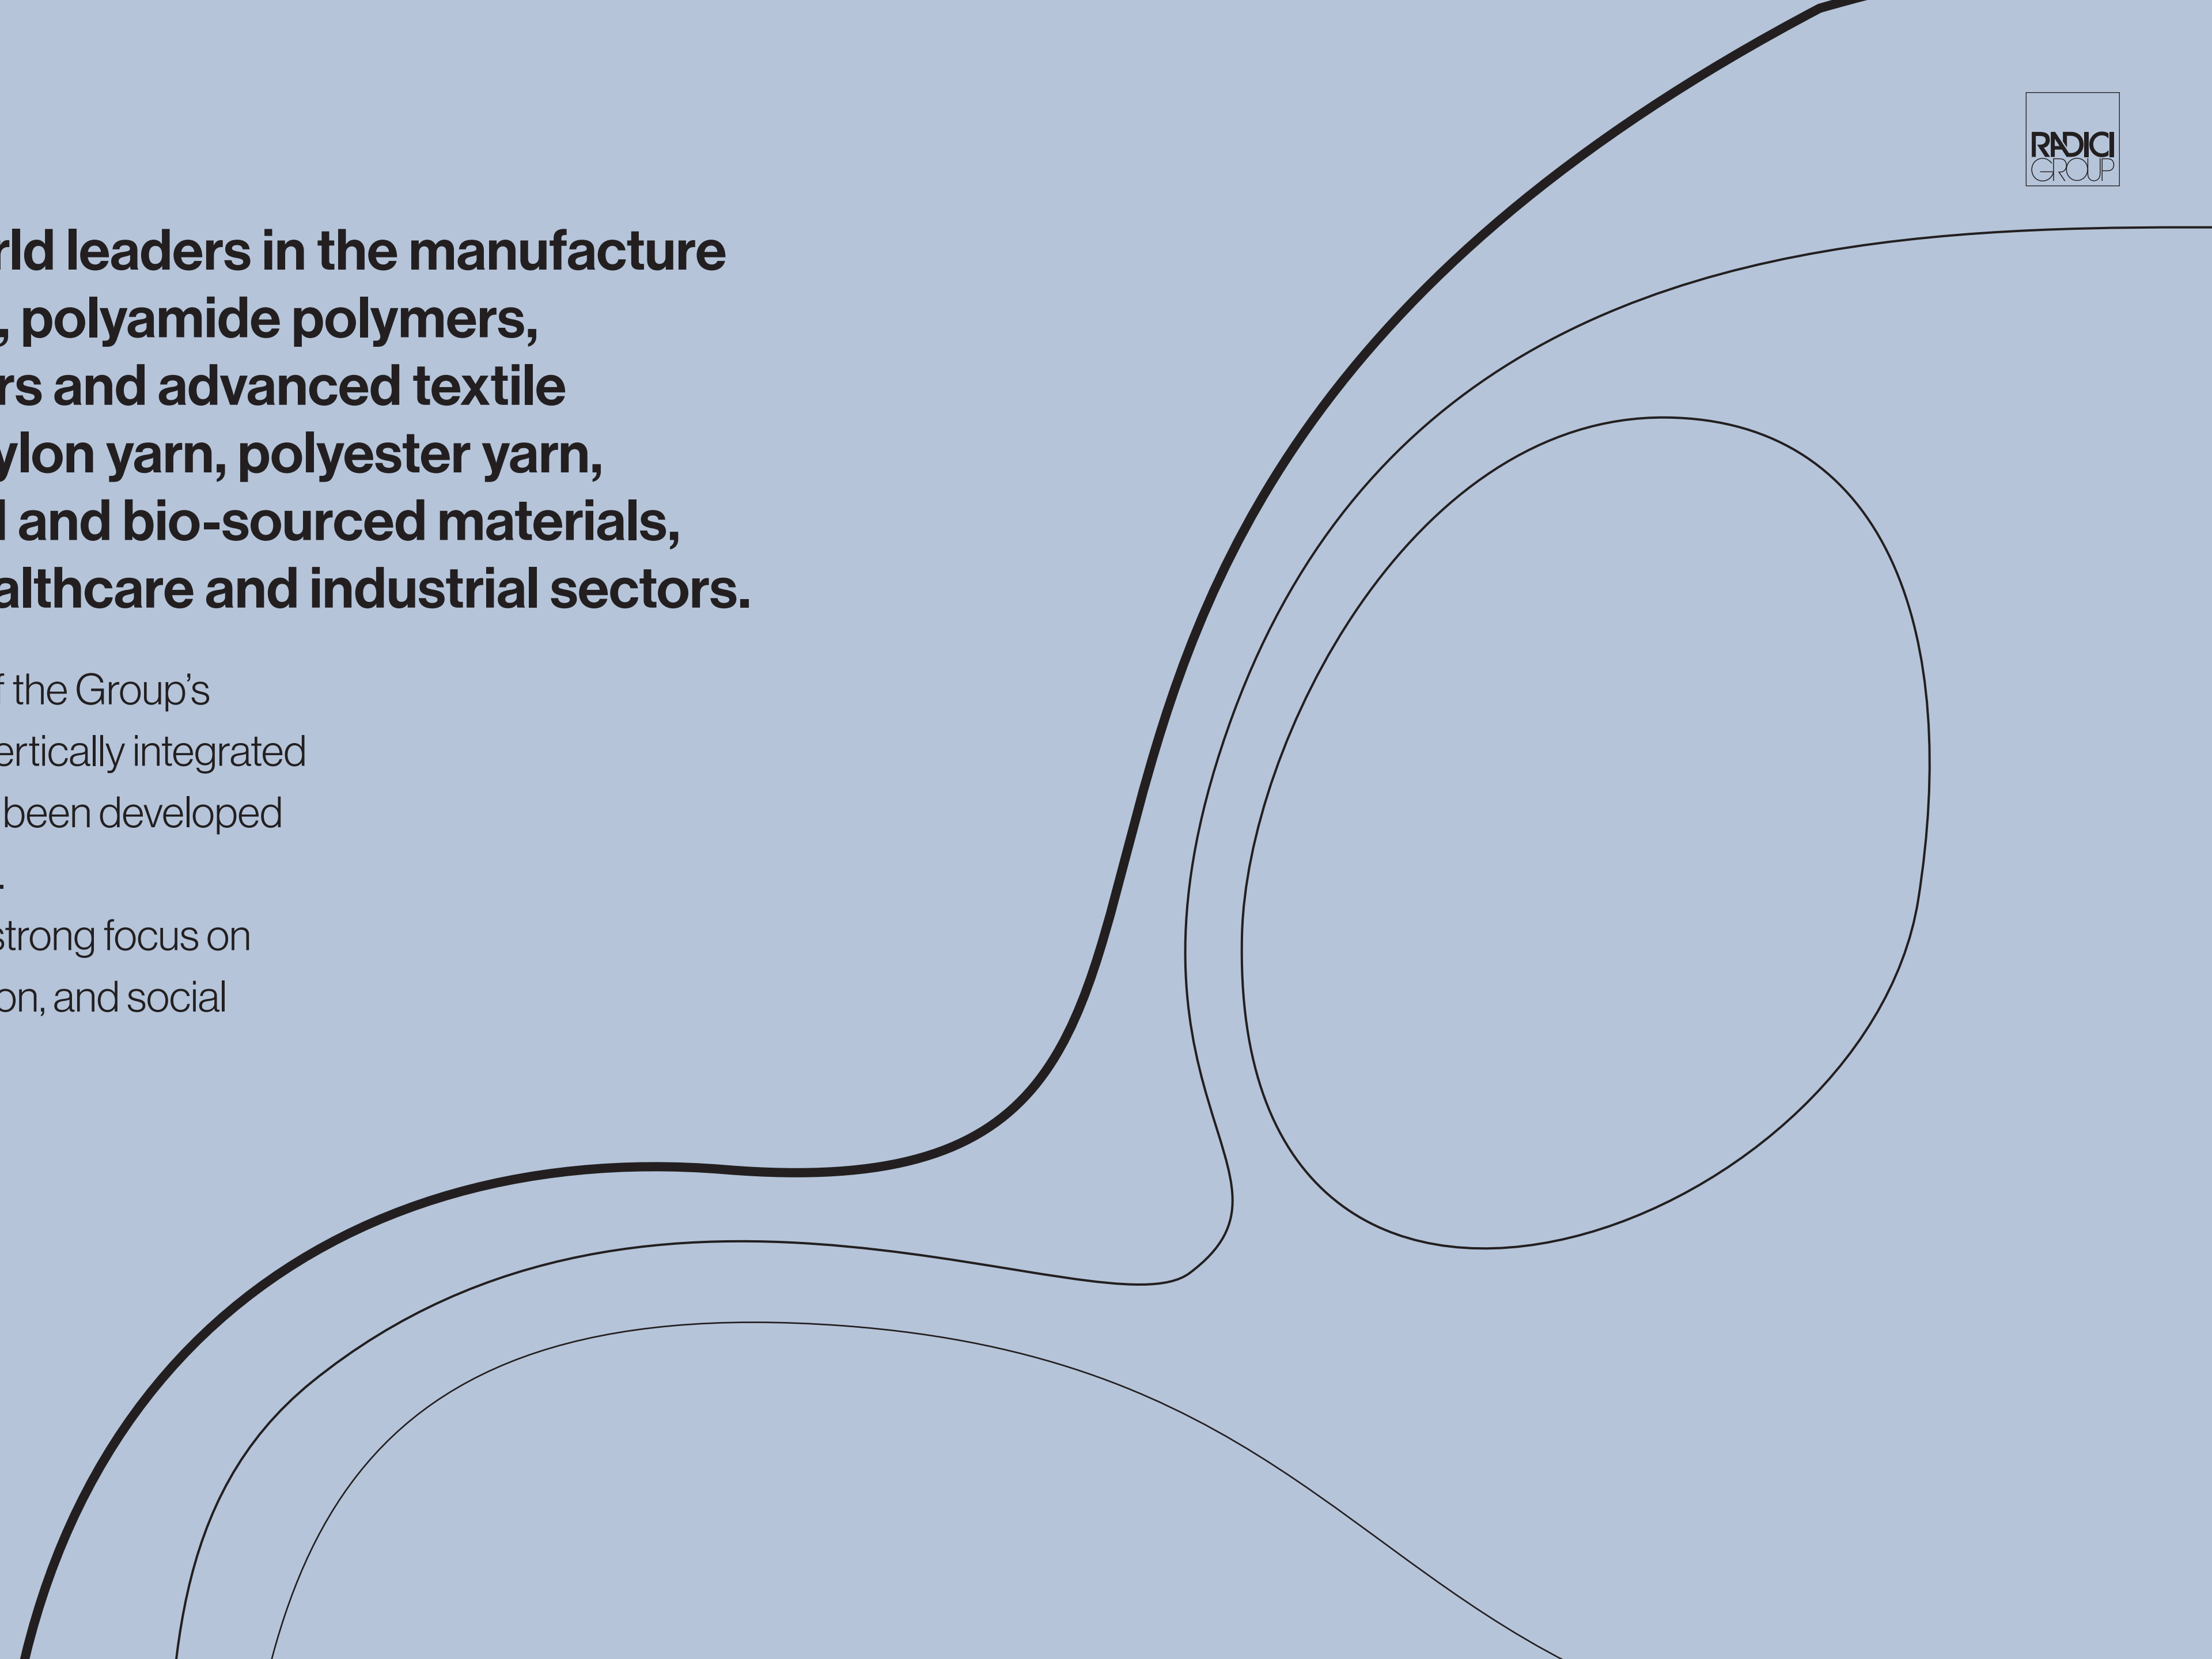 RADICI
GROUP
rld leaders in the manufacture
, polyamide polymers,
rs and advanced textile
ylon yarn, polyester yarn,
and bio-sourced materials,
althcare and industrial sectors.
f the Group’s
ertically integrated
been developed
.
strong focus on
on, and social